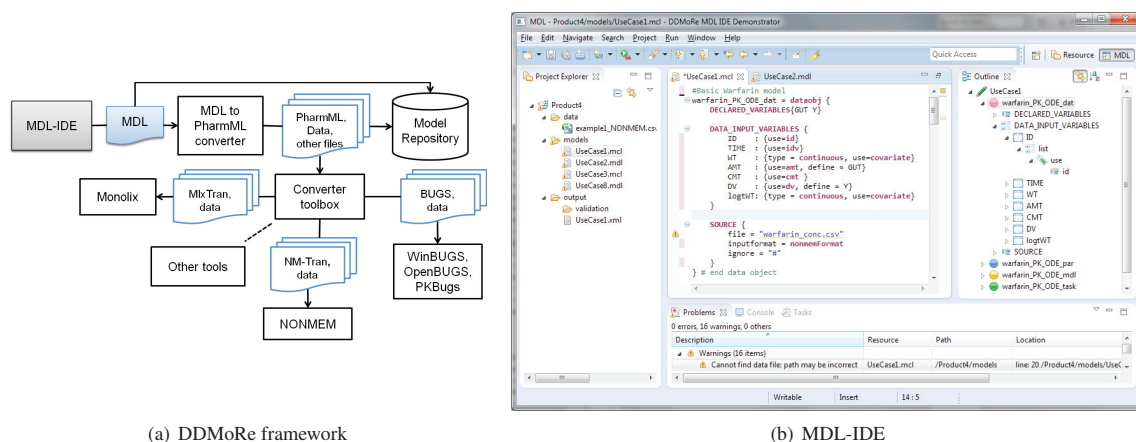 MDL-IDE
MDL
MDL to
PharmML
converter
PharmML,
Data,
other files
Model
Repository
Monolix
MlxTran,
data
Converter
toolbox
BUGS,
data
Other tools
NM-Tran,
data
WinBUGS,
OpenBUGS,
PKBugs
NONMEM
(a) DDMoRe framework
MDL - Product4/models/UseCase1.mcl - DDMoRe MDL IDE Demonstrator
File Edit Navigate Search Project Run Window Help
Quick Access
Resource
MDL
Project Explorer
Product4
data
example1_NONMEM.cs
models
UseCase1.mcl
UseCase2.mdl
UseCase3.mcl
UseCase8.mdl
output
validation
UseCase1.xml
*UseCase1.mcl
UseCase2.mdl
#Basic Warfarin model
warfarin_PK_ODE_dat = dataobj {
DECLARED_VARIABLES{GUT Y}
DATA_INPUT_VARIABLES {
ID : {use=id}
TIME : {use=idv}
WT : {type = continuous, use=covariate}
AMT : {use=amt, define = GUT}
CMT : {use=cmt }
DV : {use=dv, define = Y}
logtWT: {type = continuous, use=covariate}
}
SOURCE {
file = "warfarin_conc.csv"
inputformat = nonmemFormat
ignore = "#"
}
} # end data object
Outline
UseCase1
warfarin_PK_ODE_dat
DECLARED_VARIABLES
DATA_INPUT_VARIABLES
ID
list
use
id
TIME
WT
AMT
CMT
DV
logtWT
SOURCE
warfarin_PK_ODE_par
warfarin_PK_ODE_mdl
warfarin_PK_ODE_task
Problems Console Tasks
0 errors, 16 warnings, 0 others
Description Resource Path Location
Warnings (16 items)
Cannot find data file: path may be incorrect UseCase1.mcl /Product4/models line: 20 /Product4/models/UseC
Writable Insert 14 : 5
(b) MDL-IDE